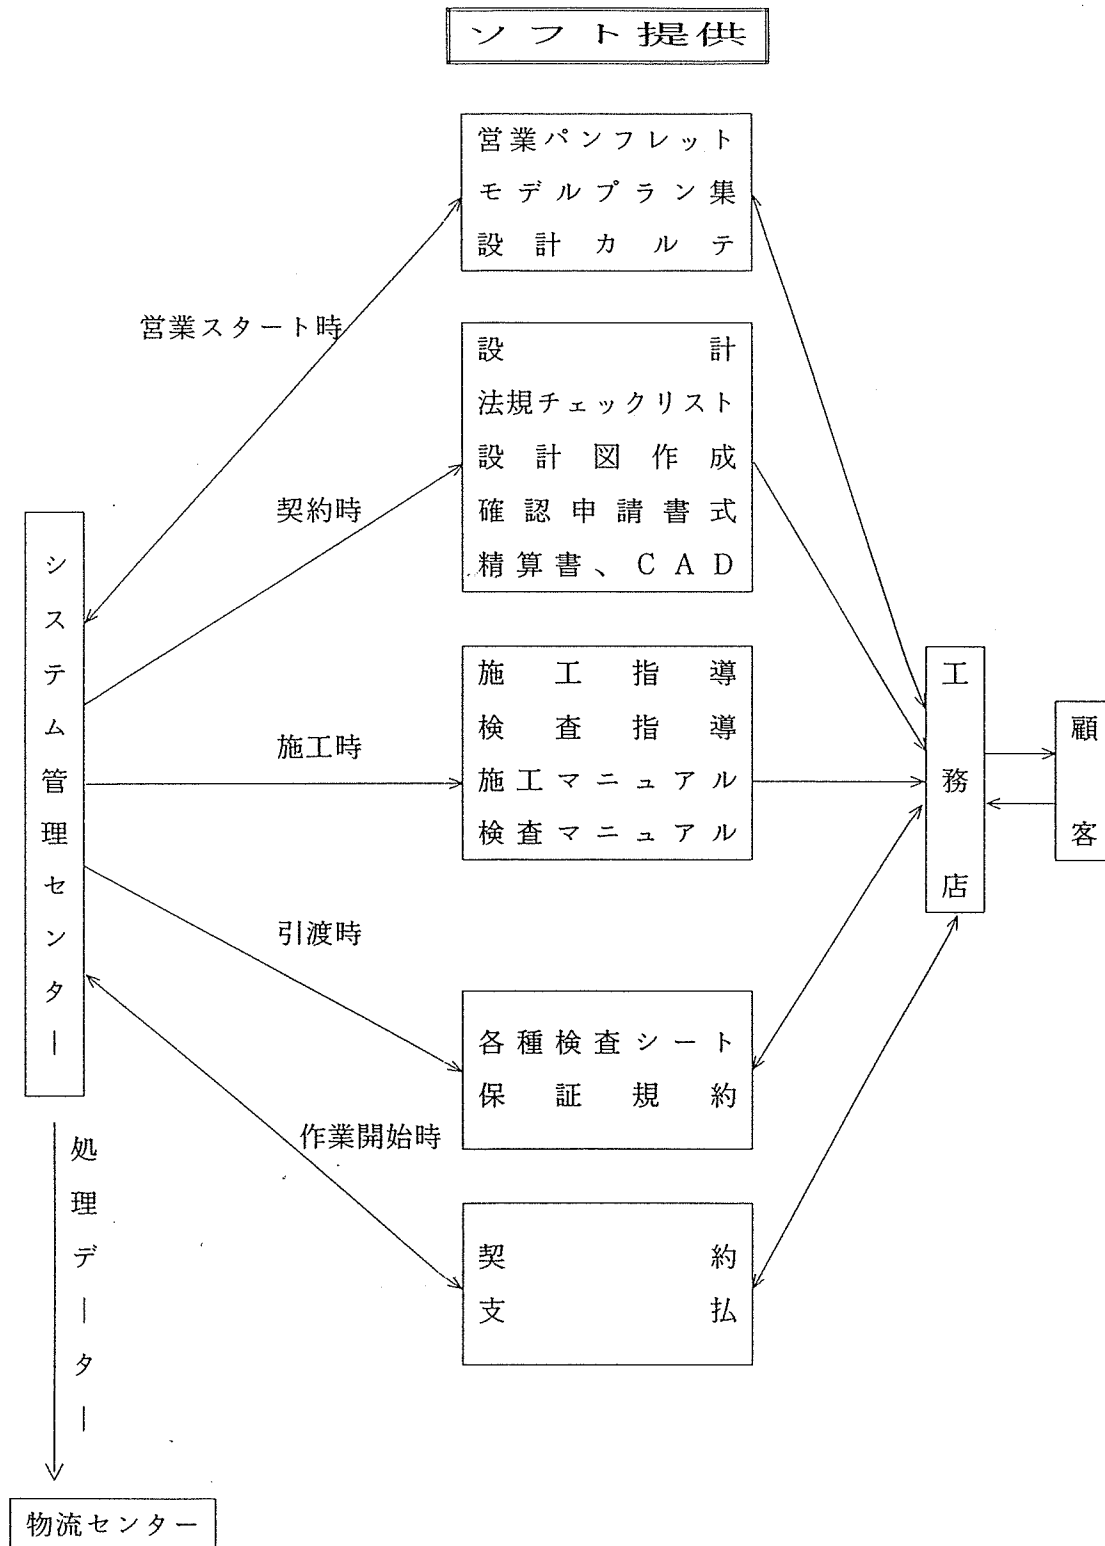 ソフト提供
営業パンフレット
モデルプラン集
設計カルテ
営業スタート時
設計
法規チェックリスト
設計図作成
確認申請書式
精算書、CAD
契約時
システム管理センター
施工指導
検査指導
施工マニュアル
検査マニュアル
施工時
工務店
顧客
引渡時
各種検査シート
保証規約
作業開始時
契約
支払
処理データー
物流センター